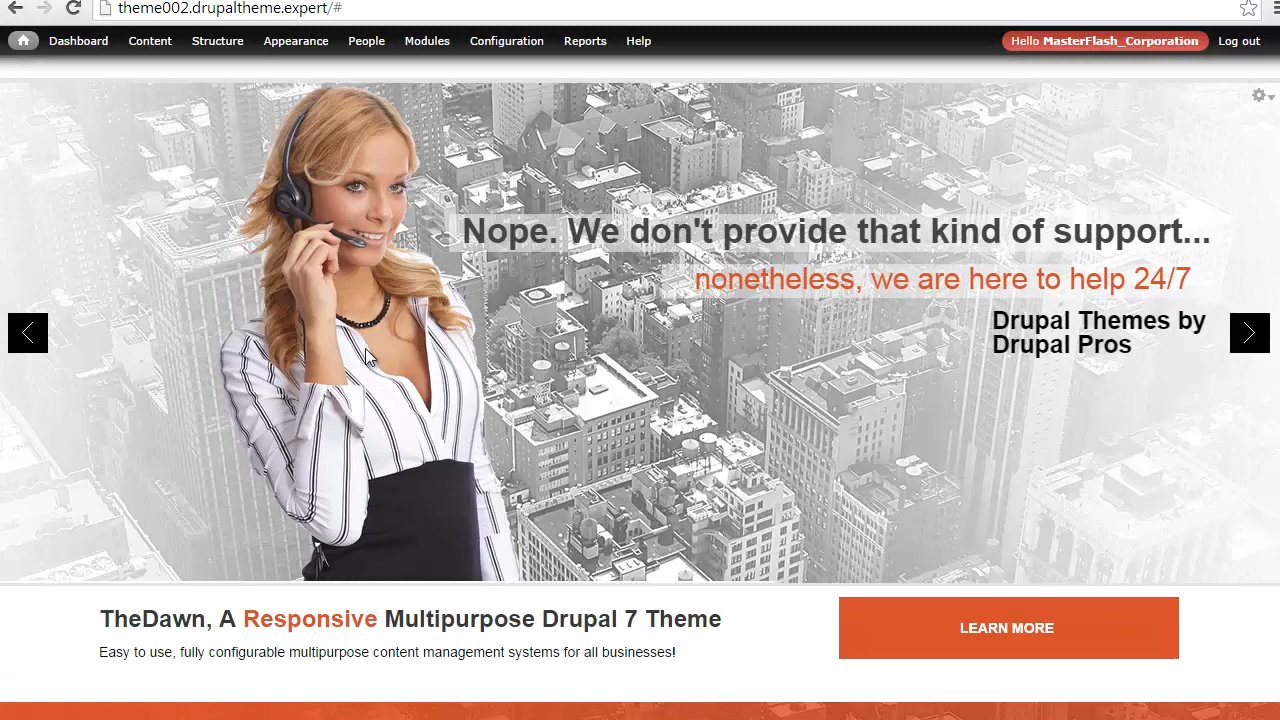 theme002.drupaltheme.expert/#
Dashboard Content Structure Appearance People Modules Configuration Reports Help Hello MasterFlash_Corporation Log out
Nope. We don't provide that kind of support...
nonetheless, we are here to help 24/7
Drupal Themes by
Drupal Pros
TheDawn, A Responsive Multipurpose Drupal 7 Theme
Easy to use, fully configurable multipurpose content management systems for all businesses!
LEARN MORE